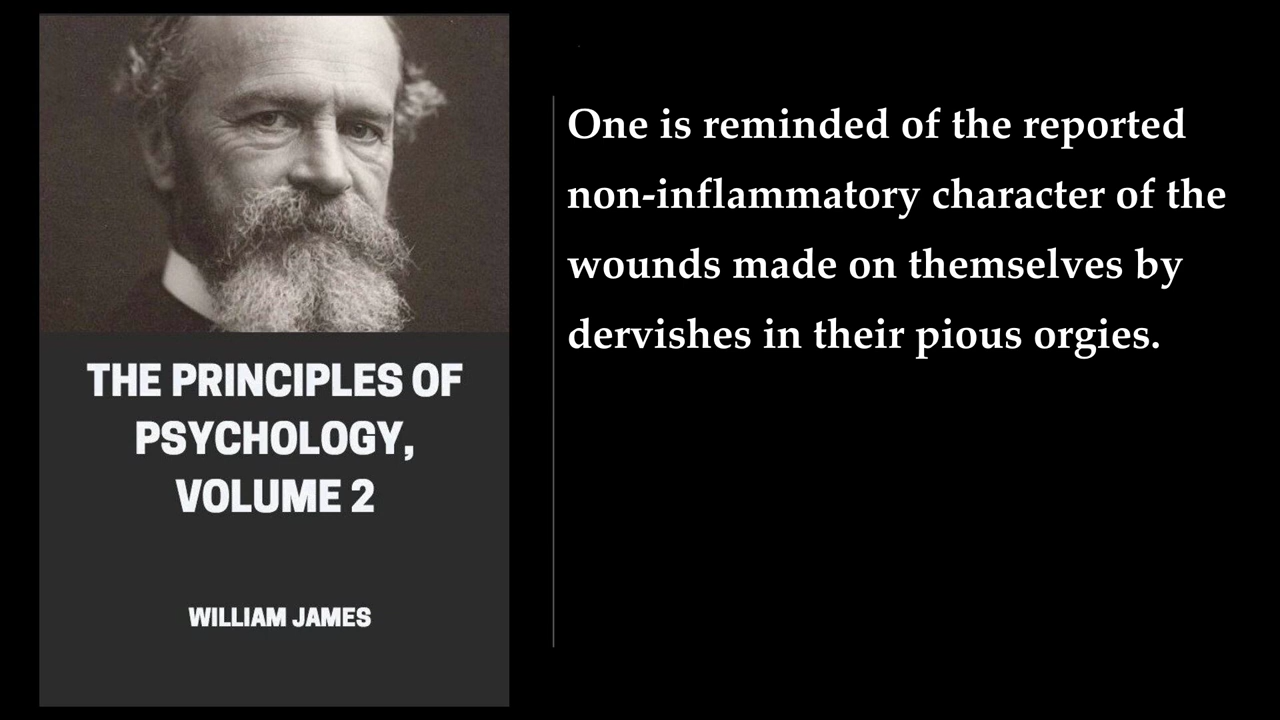 THE PRINCIPLES OF
PSYCHOLOGY,
VOLUME 2
WILLIAM JAMES
One is reminded of the reported
non-inflammatory character of the
wounds made on themselves by
dervishes in their pious orgies.